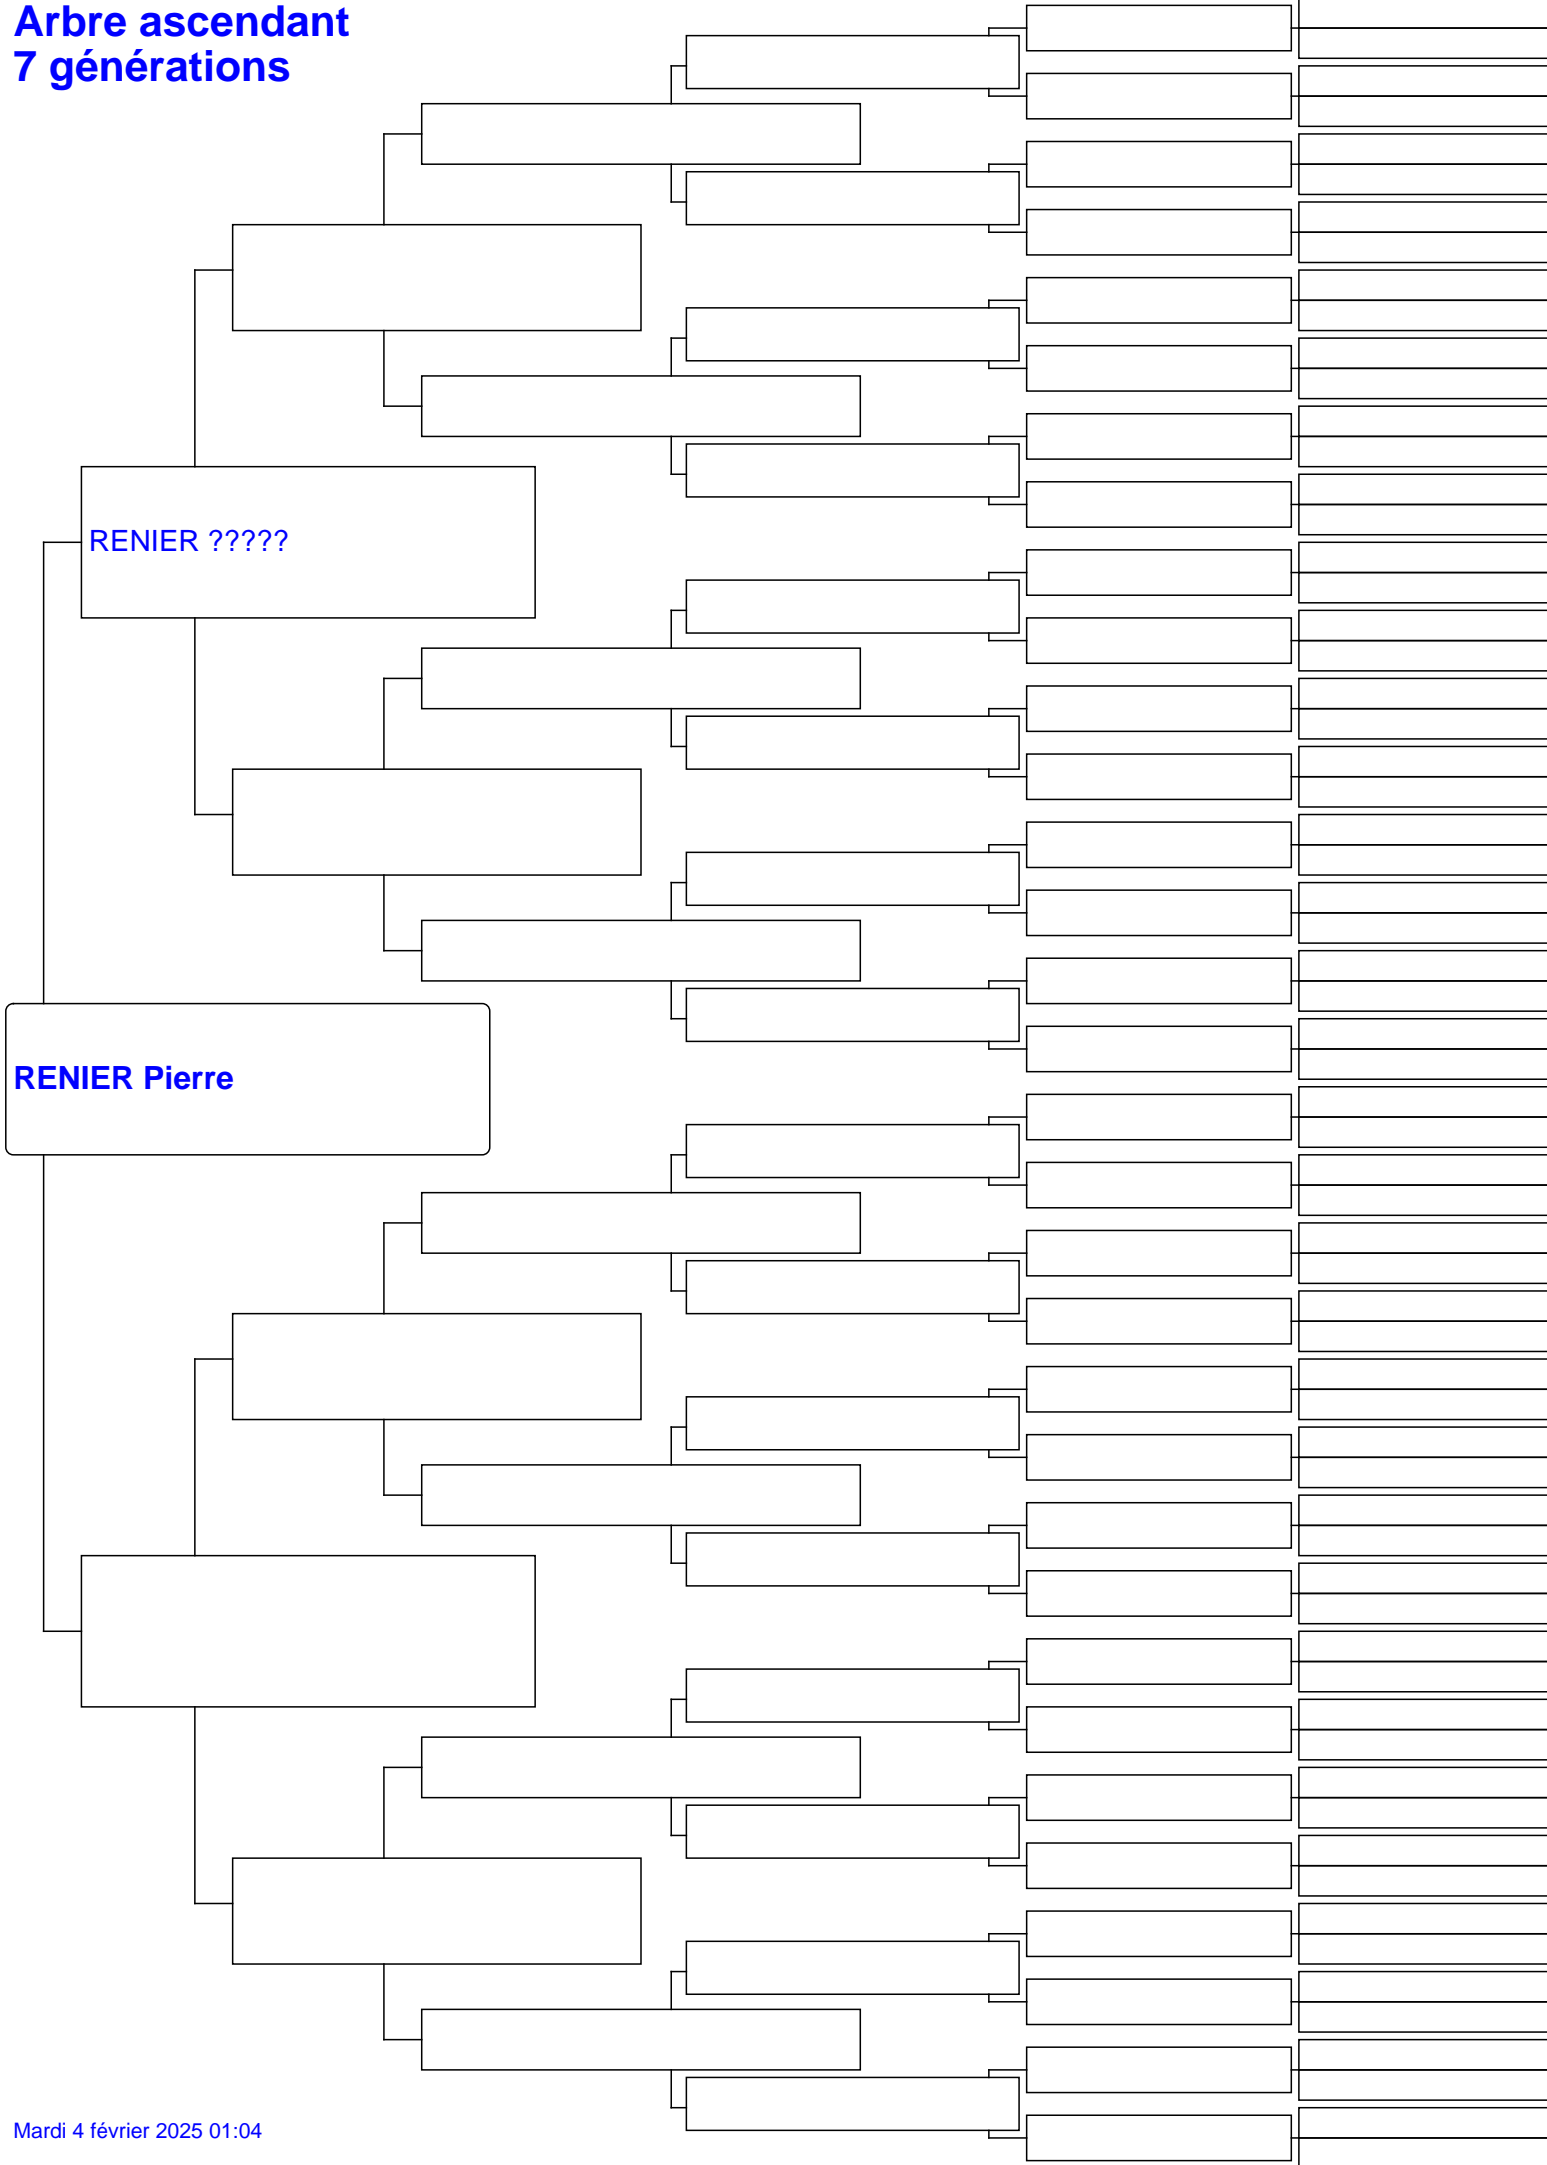 Arbre ascendant
7 générations
RENIER ?????
RENIER Pierre
Mardi 4 février 2025 01:04